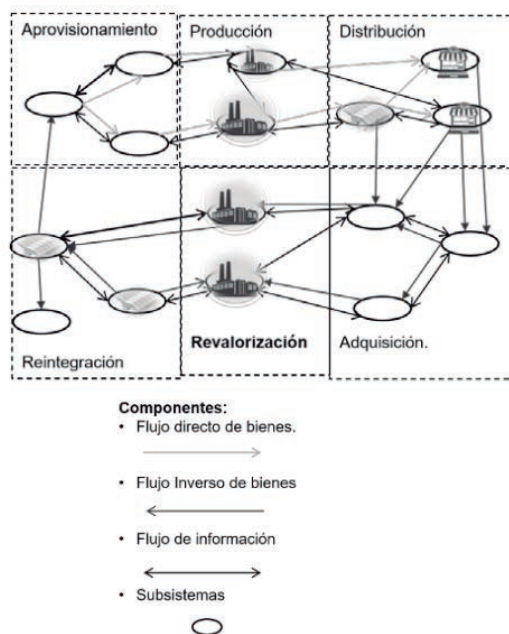 Aprovisionamiento
Producción
Distribución
Reintegración
Revalorización
Adquisición.
Componentes:
• Flujo directo de bienes.
• Flujo Inverso de bienes
• Flujo de información
• Subsistemas